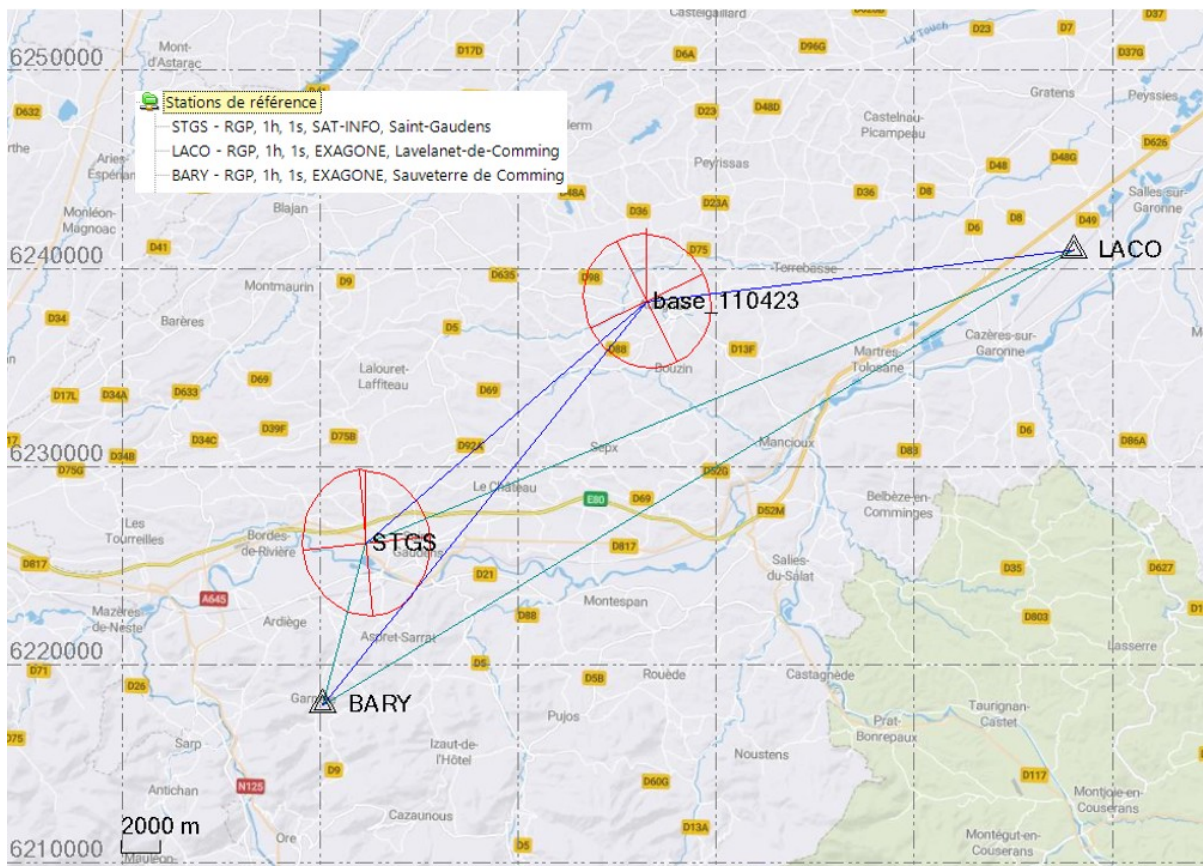 Castelgaillard
D37
D17D
D23
D7
La Touch
Mont-
d'Astarac
D6A
D96G
D37G
6250000
Gratens
Peyssies
D632
Stations de référence
D23
D48D
Castelnau-
Picampeau
STGS - RGP, 1h, 1s, SAT-INFO, Saint-Gaudens
D626
LACO - RGP, 1h, 1s, EXAGONE, Lavelanet-de-Comming
Peyrissas
D48
D48G
BARY - RGP, 1h, 1s, EXAGONE, Sauveterre de Comming
D48A
D36
D8
Salles-sur-
Garonne
Monléon-
Magnoac
Blajan
D36
D23A
D8
D49
D6
D41
D75
LACO
6240000
D9
D635
D98
Terrebasse
Montmaurin
base_110423
D34
Barères
D5
Cazères-sur-
Garonne
D88
D13F
Martres-
Tolosane
Lalouret-
Laffiteau
Bouzin
D69
D17L
D34A
D633
D69
D39F
D6
D34C
D75B
D92A
Mancioux
D86A
D83
Sepx
D34B
6230000
D75G
D52G
Le Château
E80
D69
Belbèze-en-
Comminges
D52M
Les
Tourreilles
Bordes-
de-Rivière
STGS
Gaudens
D817
D817
Salies-
du-Salat
D35
D627
D21
A645
Montespan
Mazères-
de-Neste
Ardiège
D88
D803
Aspret-Sarrat
Lasserre
6220000
D71
D5
D5B
Rouède
Castagnède
D26
BARY
Taurignan-
Castet
Pujos
Prat-
Bonrepaux
D75
Sarp
Izaut-de-
l'Hôtel
Noustens
D9
N125
D60G
D117
Antichan
Montjoie-en-
Couserans
Cazaunous
2000 m
D13A
Ore
D5
Montégut-en-
Couserans
6210000
Mauléon-